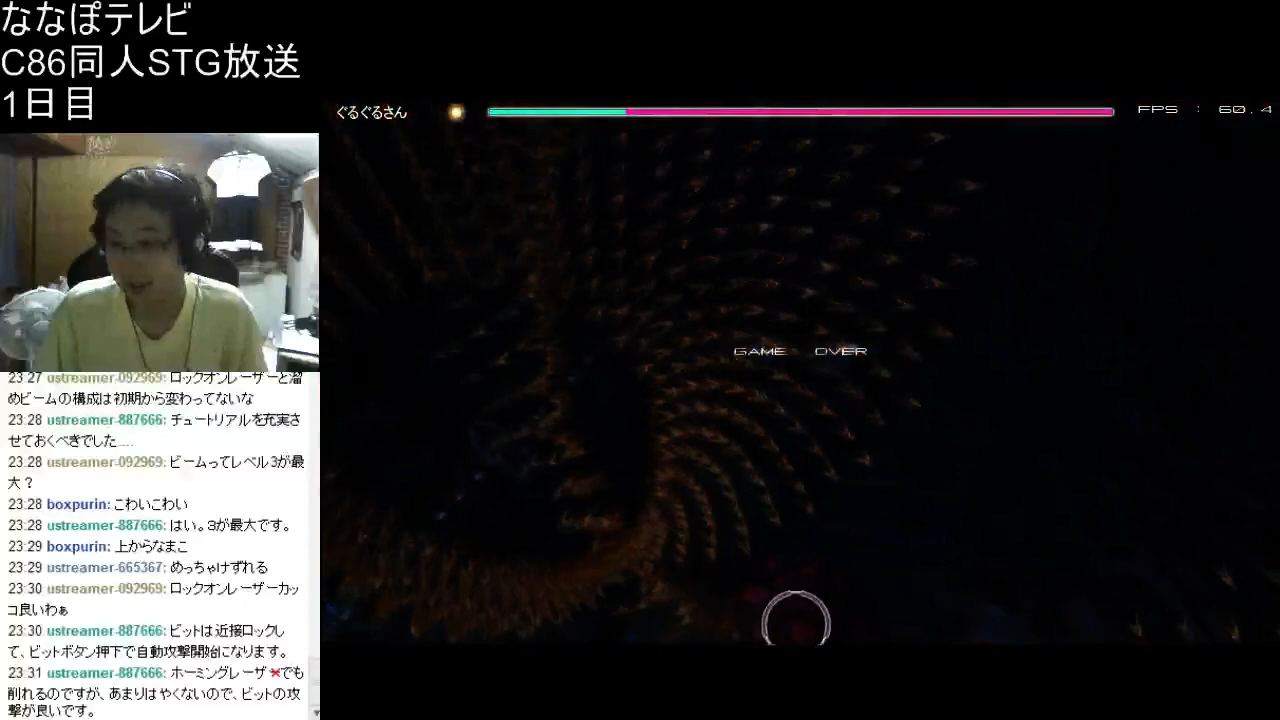 ななぽテレビ
C86同人STG放送
1日目
ぐるぐるさん
FPS : 60.4
GAME OVER
23:27 ustreamer-092969: ロックオンレーザーと溜
めビームの構成は初期から変わってないな
23:28 ustreamer-887666: チュートリアルを充実さ
せておくべきでした....
23:28 ustreamer-092969: ビームってレベル3が最
大？
23:28 boxpurin: こわいこわい
23:28 ustreamer-887666: はい。3が最大です。
23:29 boxpurin: 上からなまこ
23:29 ustreamer-665367: めっちゃけずれる
23:30 ustreamer-092969: ロックオンレーザーカッ
コ良いわぁ
23:30 ustreamer-887666: ビットは近接ロックし
て、ビットボタン押下で自動攻撃開始になります。
23:31 ustreamer-887666: ホーミングレーザ でも
削れるのですが、あまりはやくないので、ビットの攻
撃が良いです。